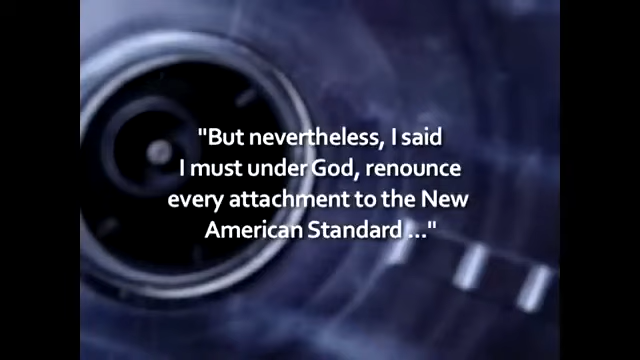 "But nevertheless, I said
I must under God, renounce
every attachment to the New
American Standard ..."